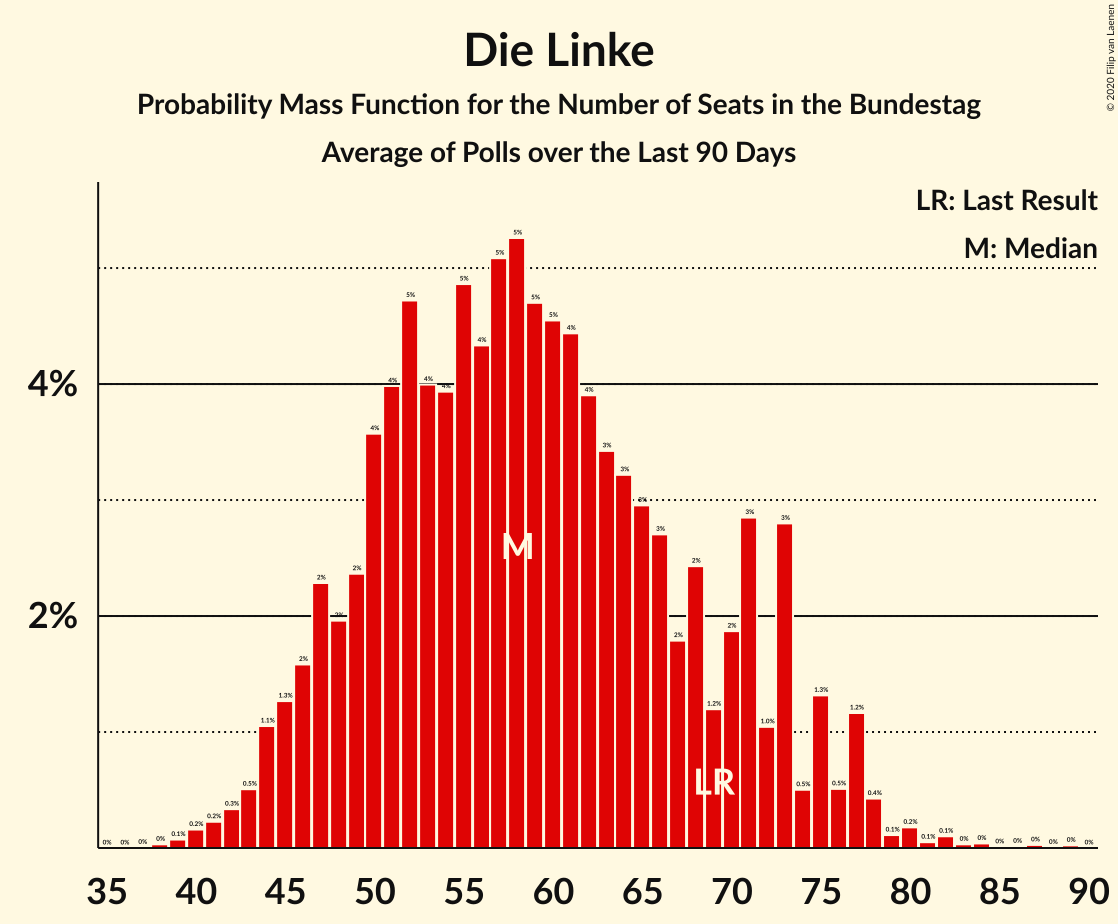 Die Linke
Probability Mass Function for the Number of Seats in the Bundestag
Average of Polls over the Last 90 Days
© 2020 Filip van Laenen
LR: Last Result
M: Median
4%
2%
0% 0% 0% 0% 0.1% 0.2% 0.2% 0.3% 0.5% 1.1% 1.3% 2% 2% 2% 2% 4% 4% 5% 4% 4% 5% 4% 5% 5% 5% 5% 4% 4% 3% 3% 3% 3% 2% 2% 1.2% 2% 3% 1.0% 3% 0.5% 1.3% 0.5% 1.2% 0.4% 0.1% 0.2% 0.1% 0.1% 0% 0% 0% 0% 0% 0% 0% 0%
M
LR
35 40 45 50 55 60 65 70 75 80 85 90